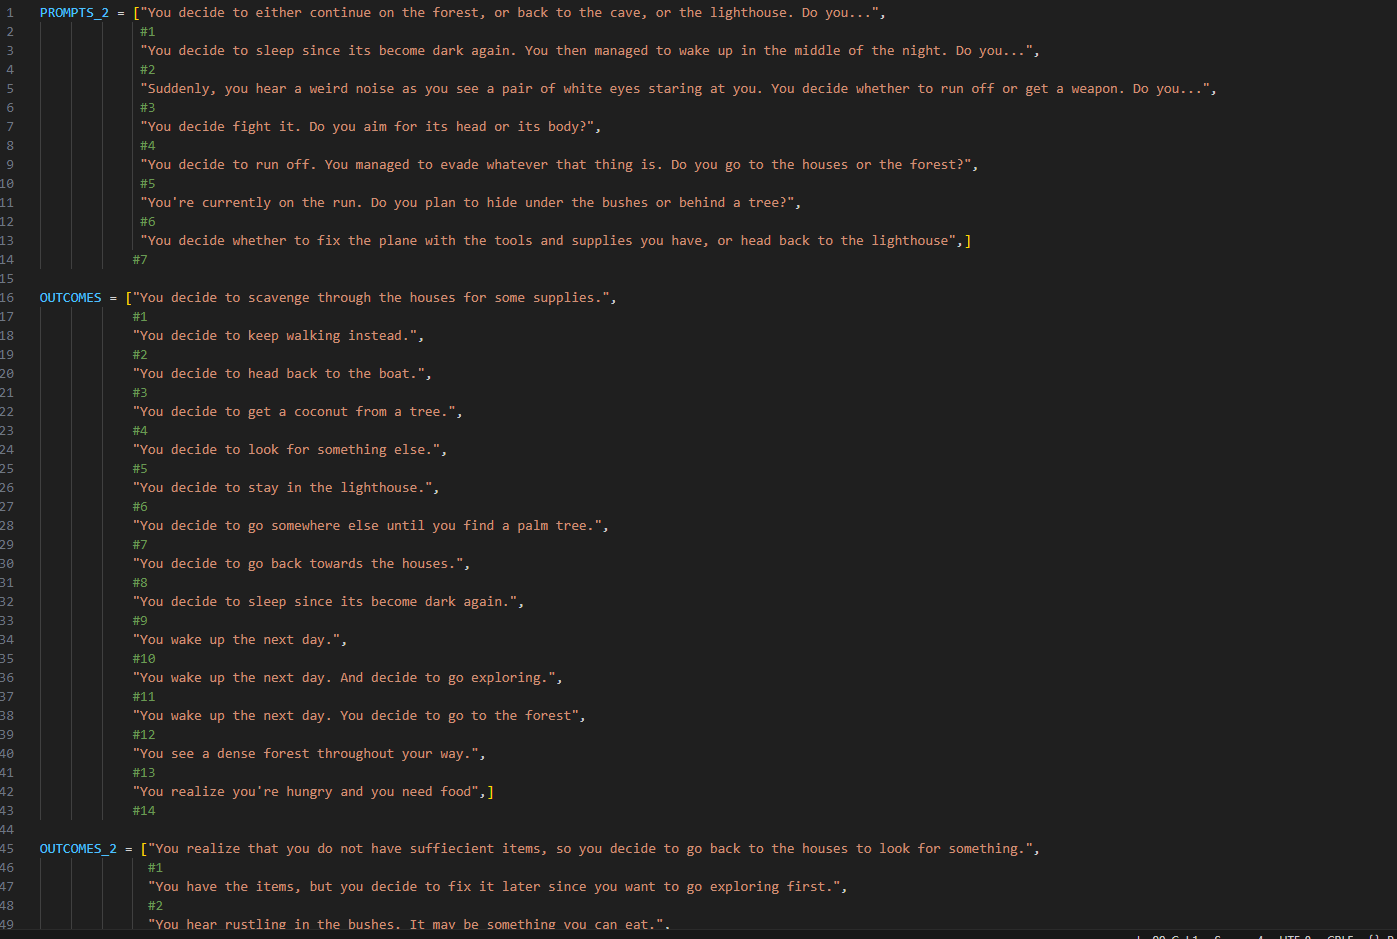 1 PROMPTS_2 = ["You decide to either continue on the forest, or back to the cave, or the lighthouse. Do you...",
2 #1
3 "You decide to sleep since its become dark again. You then managed to wake up in the middle of the night. Do you...",
4 #2
5 "Suddenly, you hear a weird noise as you see a pair of white eyes staring at you. You decide whether to run off or get a weapon. Do you...",
6 #3
7 "You decide fight it. Do you aim for its head or its body?",
8 #4
9 "You decide to run off. You managed to evade whatever that thing is. Do you go to the houses or the forest?",
10 #5
11 "You're currently on the run. Do you plan to hide under the bushes or behind a tree?",
12 #6
13 "You decide whether to fix the plane with the tools and supplies you have, or head back to the lighthouse",]
14 #7
15
16 OUTCOMES = ["You decide to scavenge through the houses for some supplies.",
17 #1
18 "You decide to keep walking instead.",
19 #2
20 "You decide to head back to the boat.",
21 #3
22 "You decide to get a coconut from a tree.",
23 #4
24 "You decide to look for something else.",
25 #5
26 "You decide to stay in the lighthouse.",
27 #6
28 "You decide to go somewhere else until you find a palm tree.",
29 #7
30 "You decide to go back towards the houses.",
31 #8
32 "You decide to sleep since its become dark again.",
33 #9
34 "You wake up the next day.",
35 #10
36 "You wake up the next day. And decide to go exploring.",
37 #11
38 "You wake up the next day. You decide to go to the forest",
39 #12
40 "You see a dense forest throughout your way.",
41 #13
42 "You realize you're hungry and you need food",]
43 #14
44
45 OUTCOMES_2 = ["You realize that you do not have suffiecient items, so you decide to go back to the houses to look for something.",
46 #1
47 "You have the items, but you decide to fix it later since you want to go exploring first.",
48 #2
49 "You hear rustling in the bushes. It may be something you can eat.",